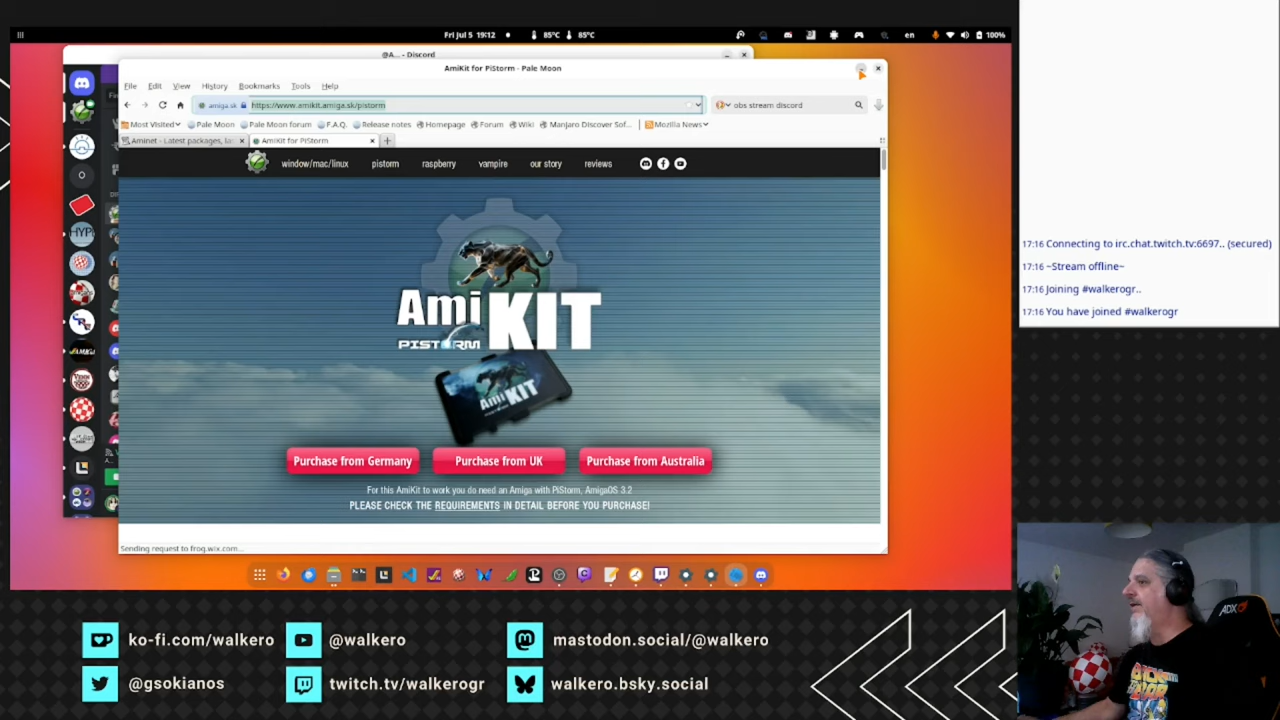 Fri Jul 5 19:12
85°C
85°C
en
100%
@A... - Discord
AmiKit for PiStorm - Pale Moon
File Edit View History Bookmarks Tools Help
amiga.sk https://www.amikit.amiga.sk/pistorm
obs stream discord
Most Visited Pale Moon Pale Moon forum F.A.Q. Release notes Homepage Forum Wiki Manjaro Discover Sof... Mozilla News
Aminet - Latest packages, la
AmiKit for PiStorm
window/mac/linux pistorm raspberry vampire our story reviews
Ami KIT
PISTORM
Ami KIT
Purchase from Germany
Purchase from UK
Purchase from Australia
For this AmiKit to work you do need an Amiga with PiStorm, AmigaOS 3.2
PLEASE CHECK THE REQUIREMENTS IN DETAIL BEFORE YOU PURCHASE!
Sending request to frog.wix.com...
17:16 Connecting to irc.chat.twitch.tv:6697.. (secured)
17:16 ~Stream offline~
17:16 Joining #walkerogr..
17:16 You have joined #walkerogr
ADX
ko-fi.com/walkero
@walkero
mastodon.social/@walkero
@gsokianos
twitch.tv/walkerogr
walkero.bsky.social